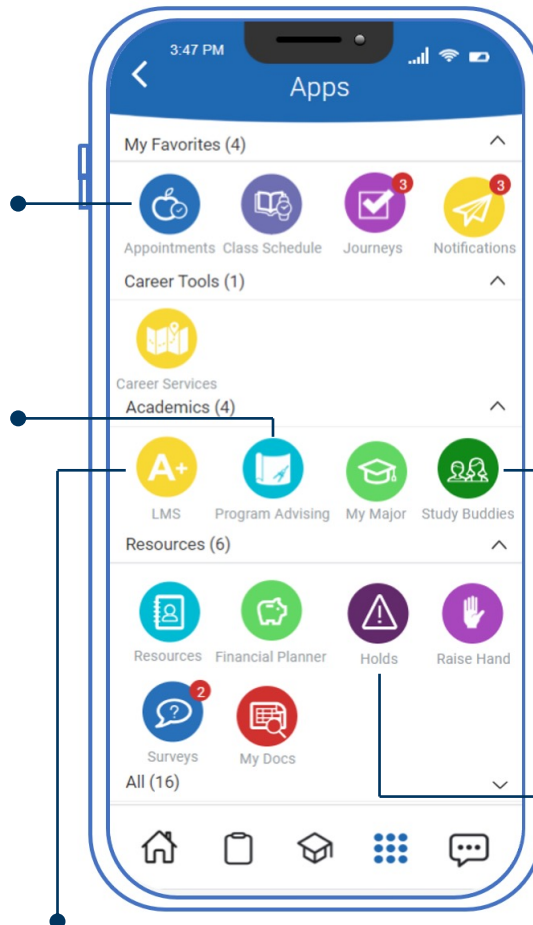 3:47 PM
Apps
My Favorites (4)
3
3
Appointments Class Schedule Journeys Notifications
Career Tools (1)
Career Services
Academics (4)
A+
LMS Program Advising My Major Study Buddies
Resources (6)
Resources Financial Planner Holds Raise Hand
2
?
Surveys My Docs
All (16)